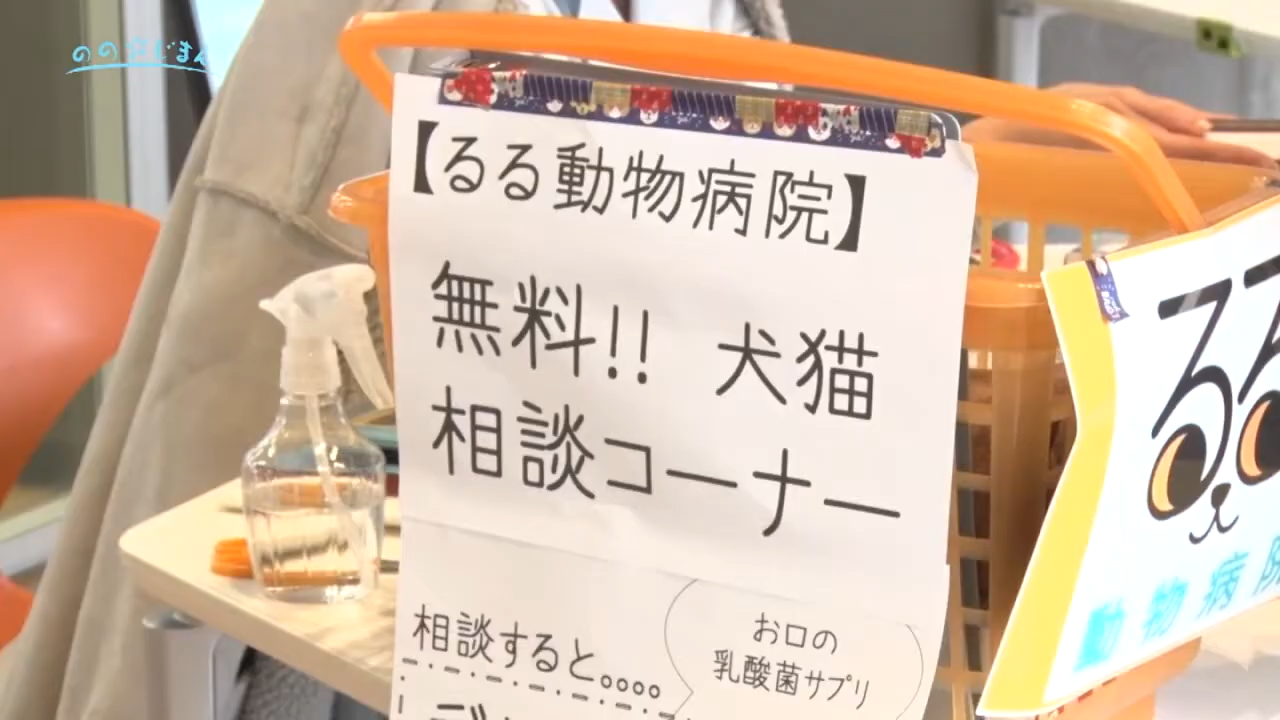 【るる動物病院】
無料!! 犬猫
相談コーナー
相談すると。。。。
お口の
乳酸菌サプリ
るる
動物病院